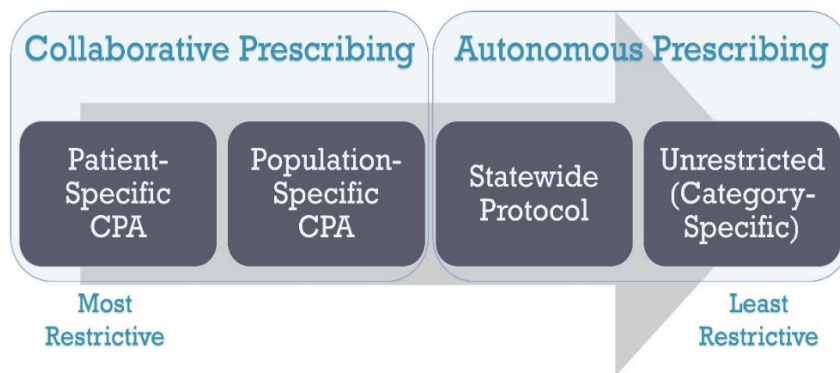 Collaborative Prescribing
Autonomous Prescribing
Patient-
Specific
CPA
Population-
Specific
CPA
Statewide
Protocol
Unrestricted
(Category-
Specific)
Most
Restrictive
Least
Restrictive